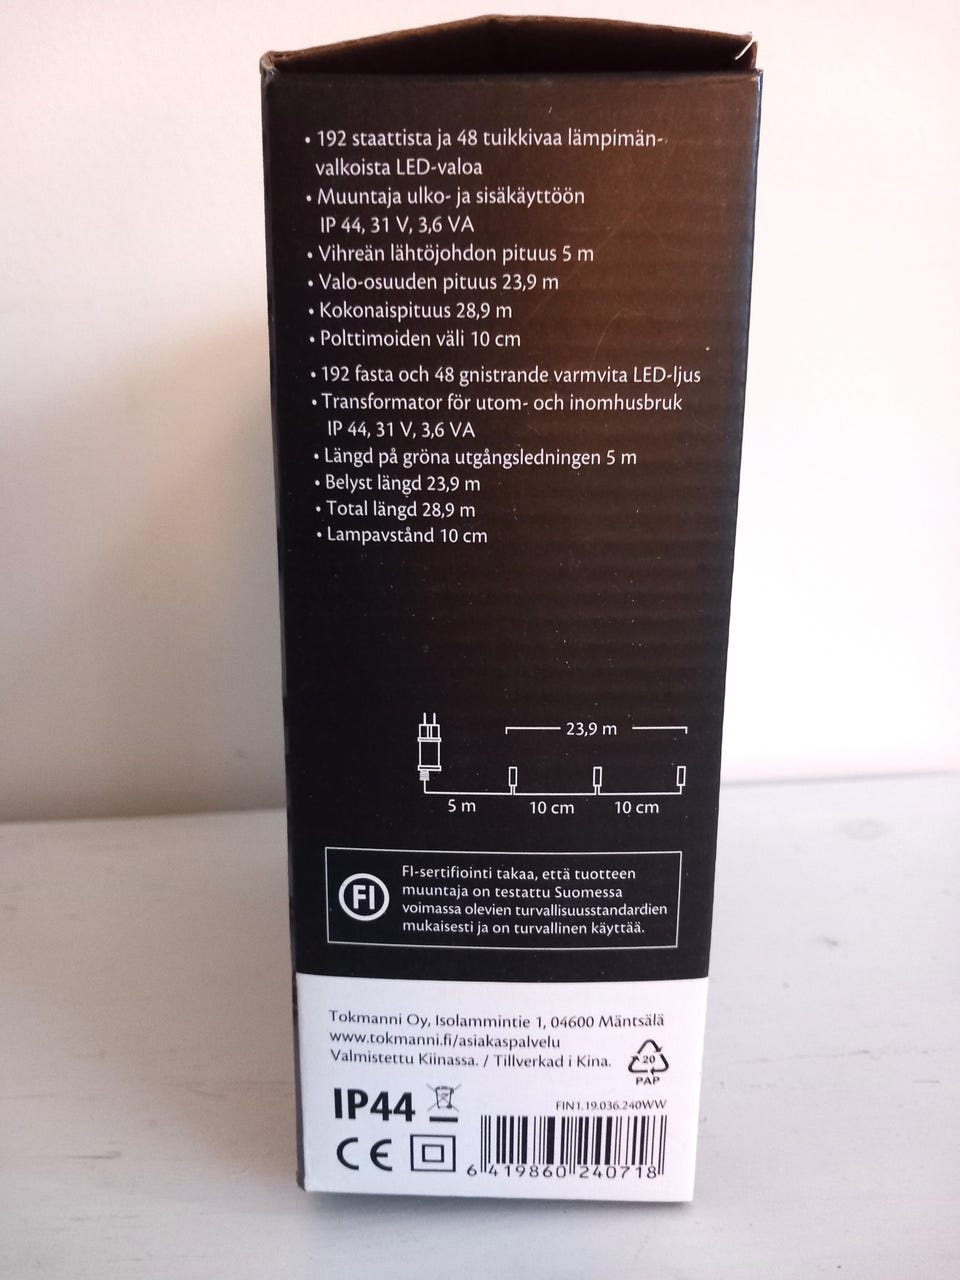 • 192 staattista ja 48 tuikkivaa lämpimän-
valkoista LED-valoa
• Muuntaja ulko- ja sisäkäyttöön
IP 44, 31 V, 3,6 VA
• Vihreän lähtöjohdon pituus 5 m
• Valo-osuuden pituus 23,9 m
• Kokonaispituus 28,9 m
• Polttimoiden väli 10 cm
• 192 fasta och 48 gnistrande varmvita LED-ljus
• Transformator för utom- och inomhusbruk
IP 44, 31 V, 3,6 VA
• Längd på gröna utgångsledningen 5 m
• Belyst längd 23,9 m
• Total längd 28,9 m
• Lampavstånd 10 cm
23,9 m
5 m 10 cm 10 cm
FI
FI-sertifiointi takaa, että tuotteen
muuntaja on testattu Suomessa
voimassa olevien turvallisuusstandardien
mukaisesti ja on turvallinen käyttää.
Tokmanni Oy, Isolammintie 1, 04600 Mäntsälä
www.tokmanni.fi/asiakaspalvelu
Valmistettu Kiinassa. / Tillverkad i Kina.
20
PAP
IP44
FIN1.19.036.240WW
CE
6 419860 240718